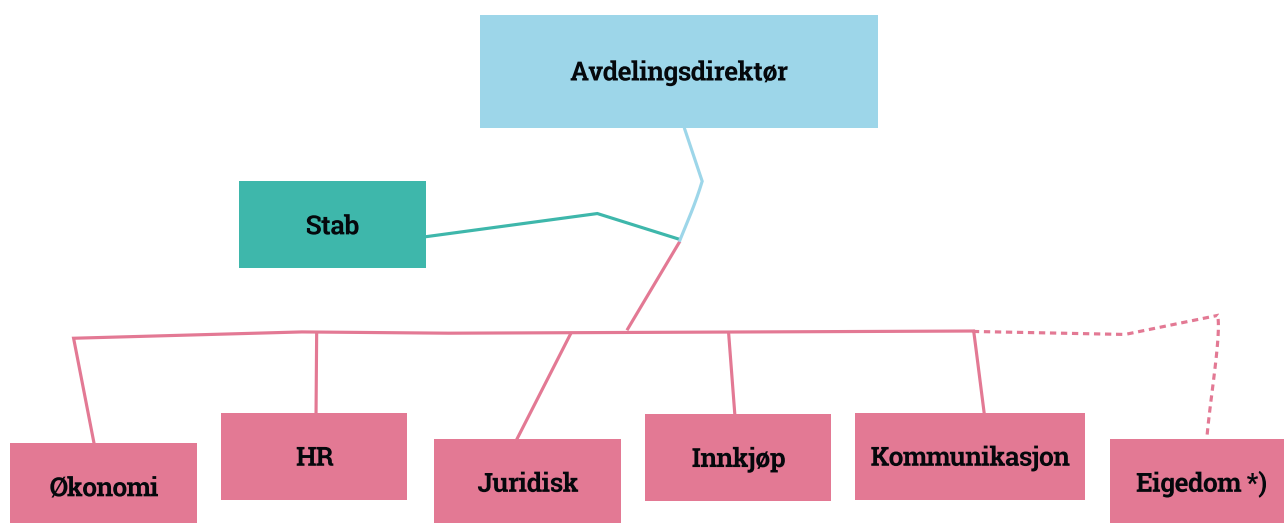 Avdelingsdirektør
Stab
Økonomi
HR
Juridisk
Innkjøp
Kommunikasjon
Eigedom *)